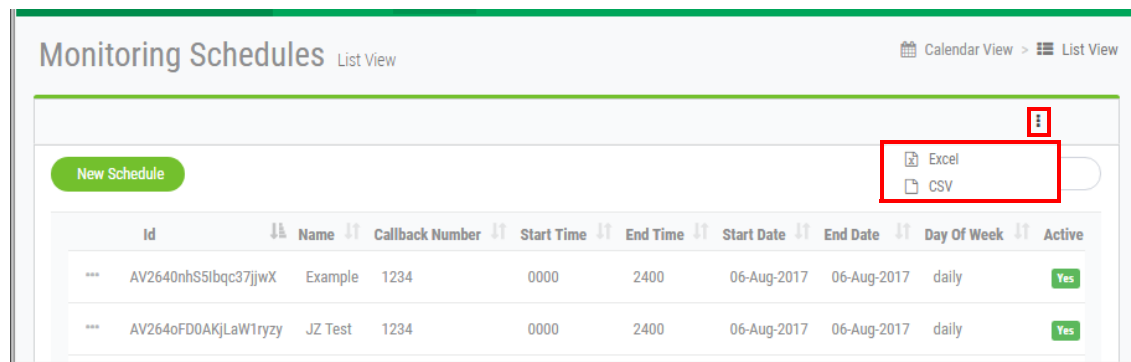 Monitoring Schedules List View
Calendar View > List View
Excel
New Schedule
CSV
Id Name Callback Number Start Time End Time Start Date End Date Day Of Week Active
AV2640nhS5Ibqc37jjwX Example 1234 0000 2400 06-Aug-2017 06-Aug-2017 daily Yes
AV264oFD0AKjLaW1ryzy JZ Test 1234 0000 2400 06-Aug-2017 06-Aug-2017 daily Yes